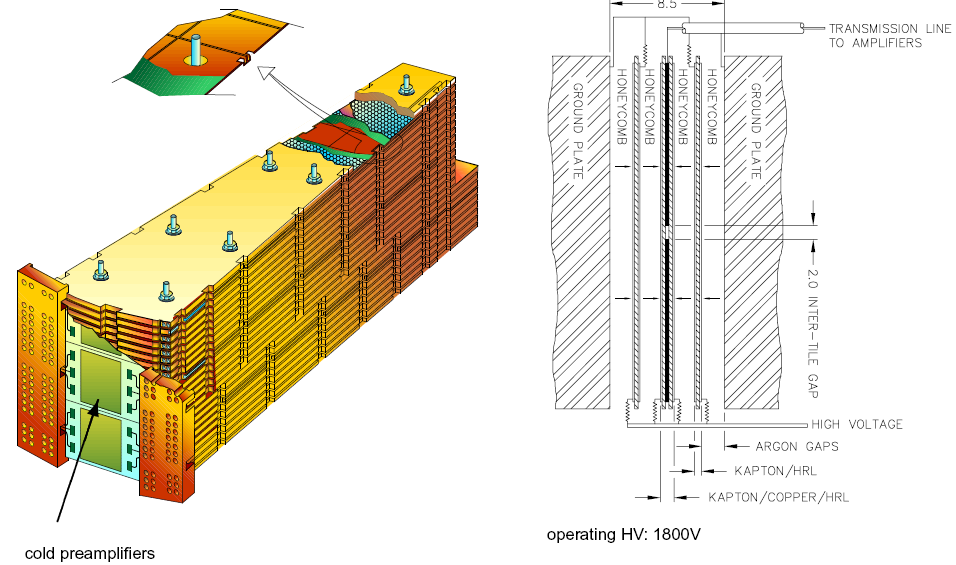 8.5
TRANSMISSION LINE
TO AMPLIFIERS
GROUND PLATE
HONEYCOMB
HONEYCOMB
HONEYCOMB
HONEYCOMB
GROUND PLATE
2.0 INTER-TILE GAP
HIGH VOLTAGE
ARGON GAPS
KAPTON/HRL
KAPTON/COPPER/HRL
operating HV: 1800V
cold preamplifiers